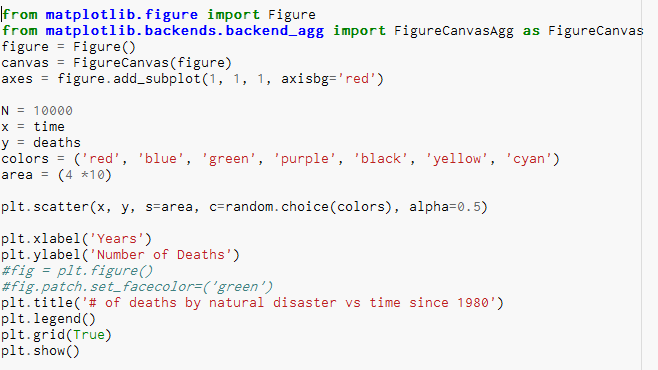 from matplotlib.figure import Figure
from matplotlib.backends.backend_agg import FigureCanvasAgg as FigureCanvas
figure = Figure()
canvas = FigureCanvas(figure)
axes = figure.add_subplot(1, 1, 1, axisbg='red')
N = 10000
x = time
y = deaths
colors = ('red', 'blue', 'green', 'purple', 'black', 'yellow', 'cyan')
area = (4 *10)
plt.scatter(x, y, s=area, c=random.choice(colors), alpha=0.5)
plt.xlabel('Years')
plt.ylabel('Number of Deaths')
#fig = plt.figure()
#fig.patch.set_facecolor=('green')
plt.title('# of deaths by natural disaster vs time since 1980')
plt.legend()
plt.grid(True)
plt.show()